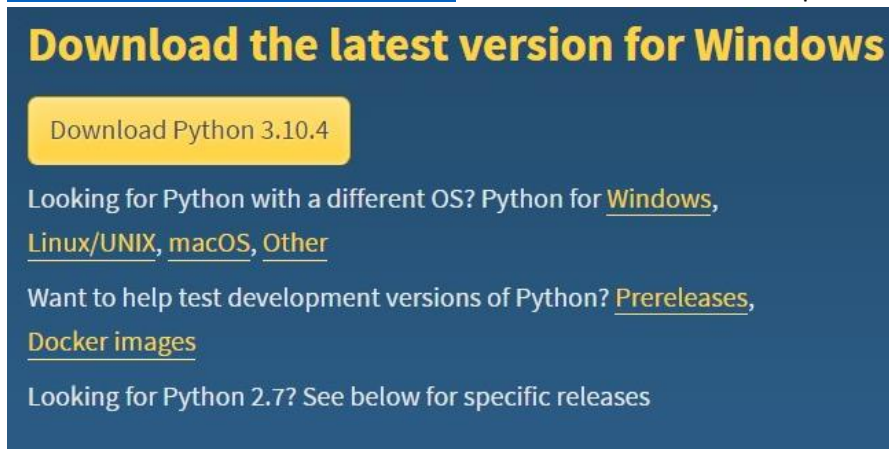 Download the latest version for Windows
Download Python 3.10.4
Looking for Python with a different OS? Python for Windows,
Linux/UNIX, macOS, Other
Want to help test development versions of Python? Prereleases,
Docker images
Looking for Python 2.7? See below for specific releases